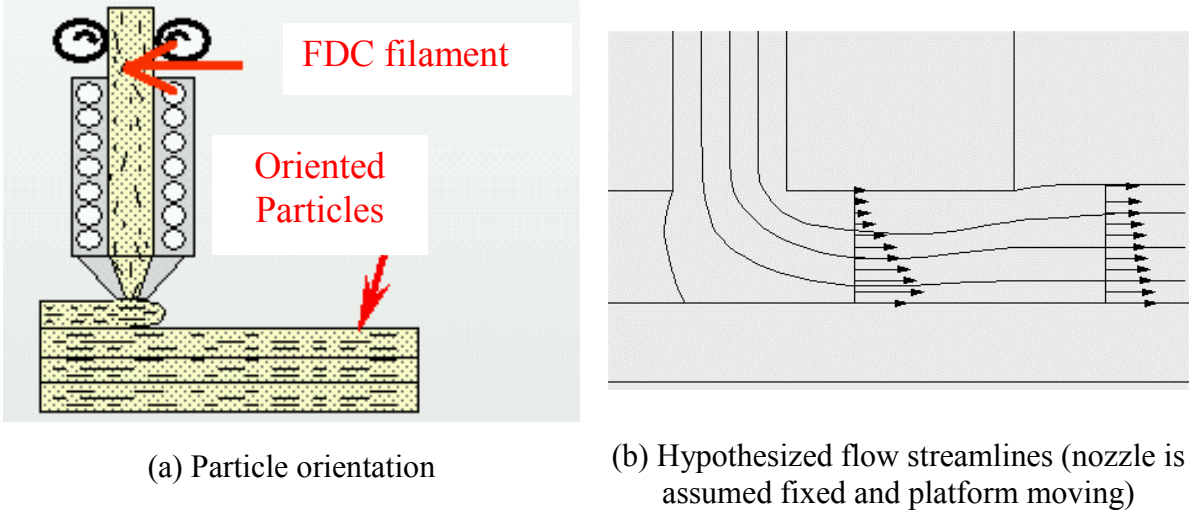 FDC filament
Oriented
Particles
(a) Particle orientation
(b) Hypothesized flow streamlines (nozzle is
assumed fixed and platform moving)